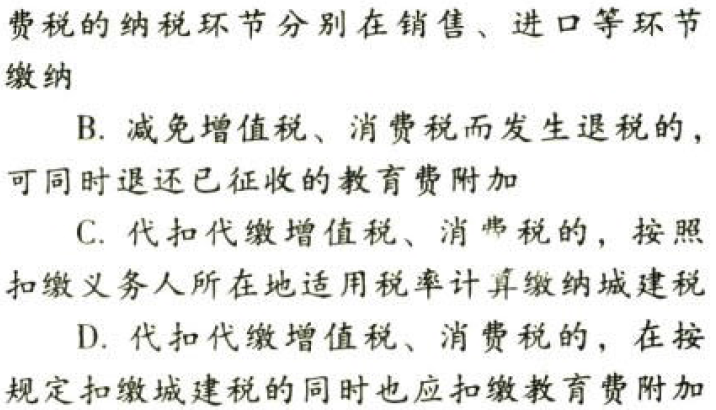 费税的纳税环节分别在销售、进口等环节
缴纳
B. 减免增值税、消费税而发生退税的，
可同时退还已征收的教育费附加
C. 代扣代缴增值税、消费税的，按照
扣缴义务人所在地适用税率计算缴纳城建税
D. 代扣代缴增值税、消费税的，在按
规定扣缴城建税的同时也应扣缴教育费附加